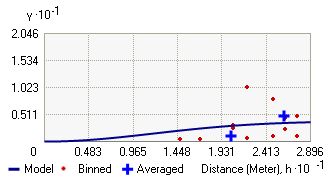 γ ·10⁻¹
2.046
1.534
1.023
0.511
0 0.483 0.965 1.448 1.931 2.413 2.896
Model Binned Averaged Distance (Meter), h ·10⁻¹